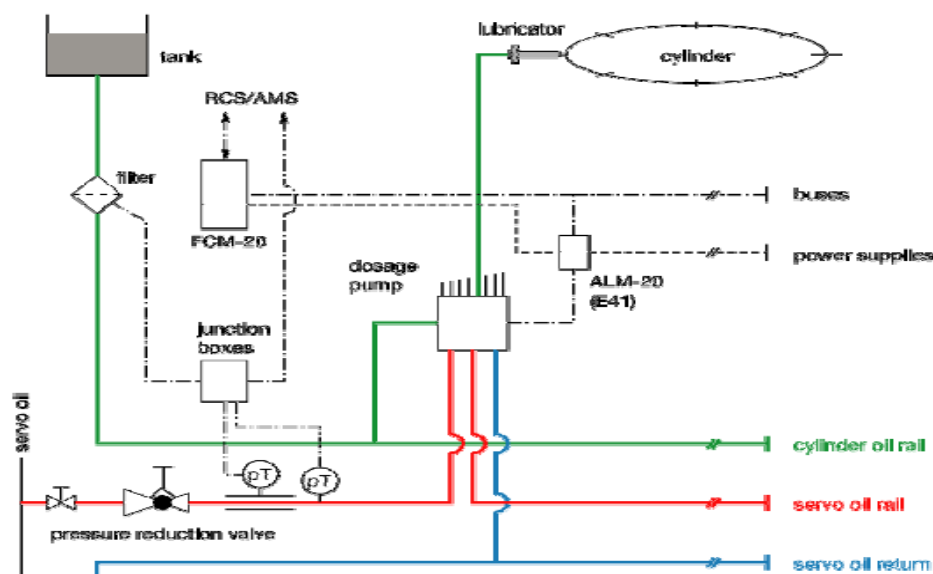 lubricator
tank
cylinder
RCS/AMS
filter
FCM-20
buses
dosage
pump
power supplies
ALM-20
(E41)
junction
boxes
servo oil
cylinder oil rail
pT
pT
servo oil rail
pressure reduction valve
servo oil return